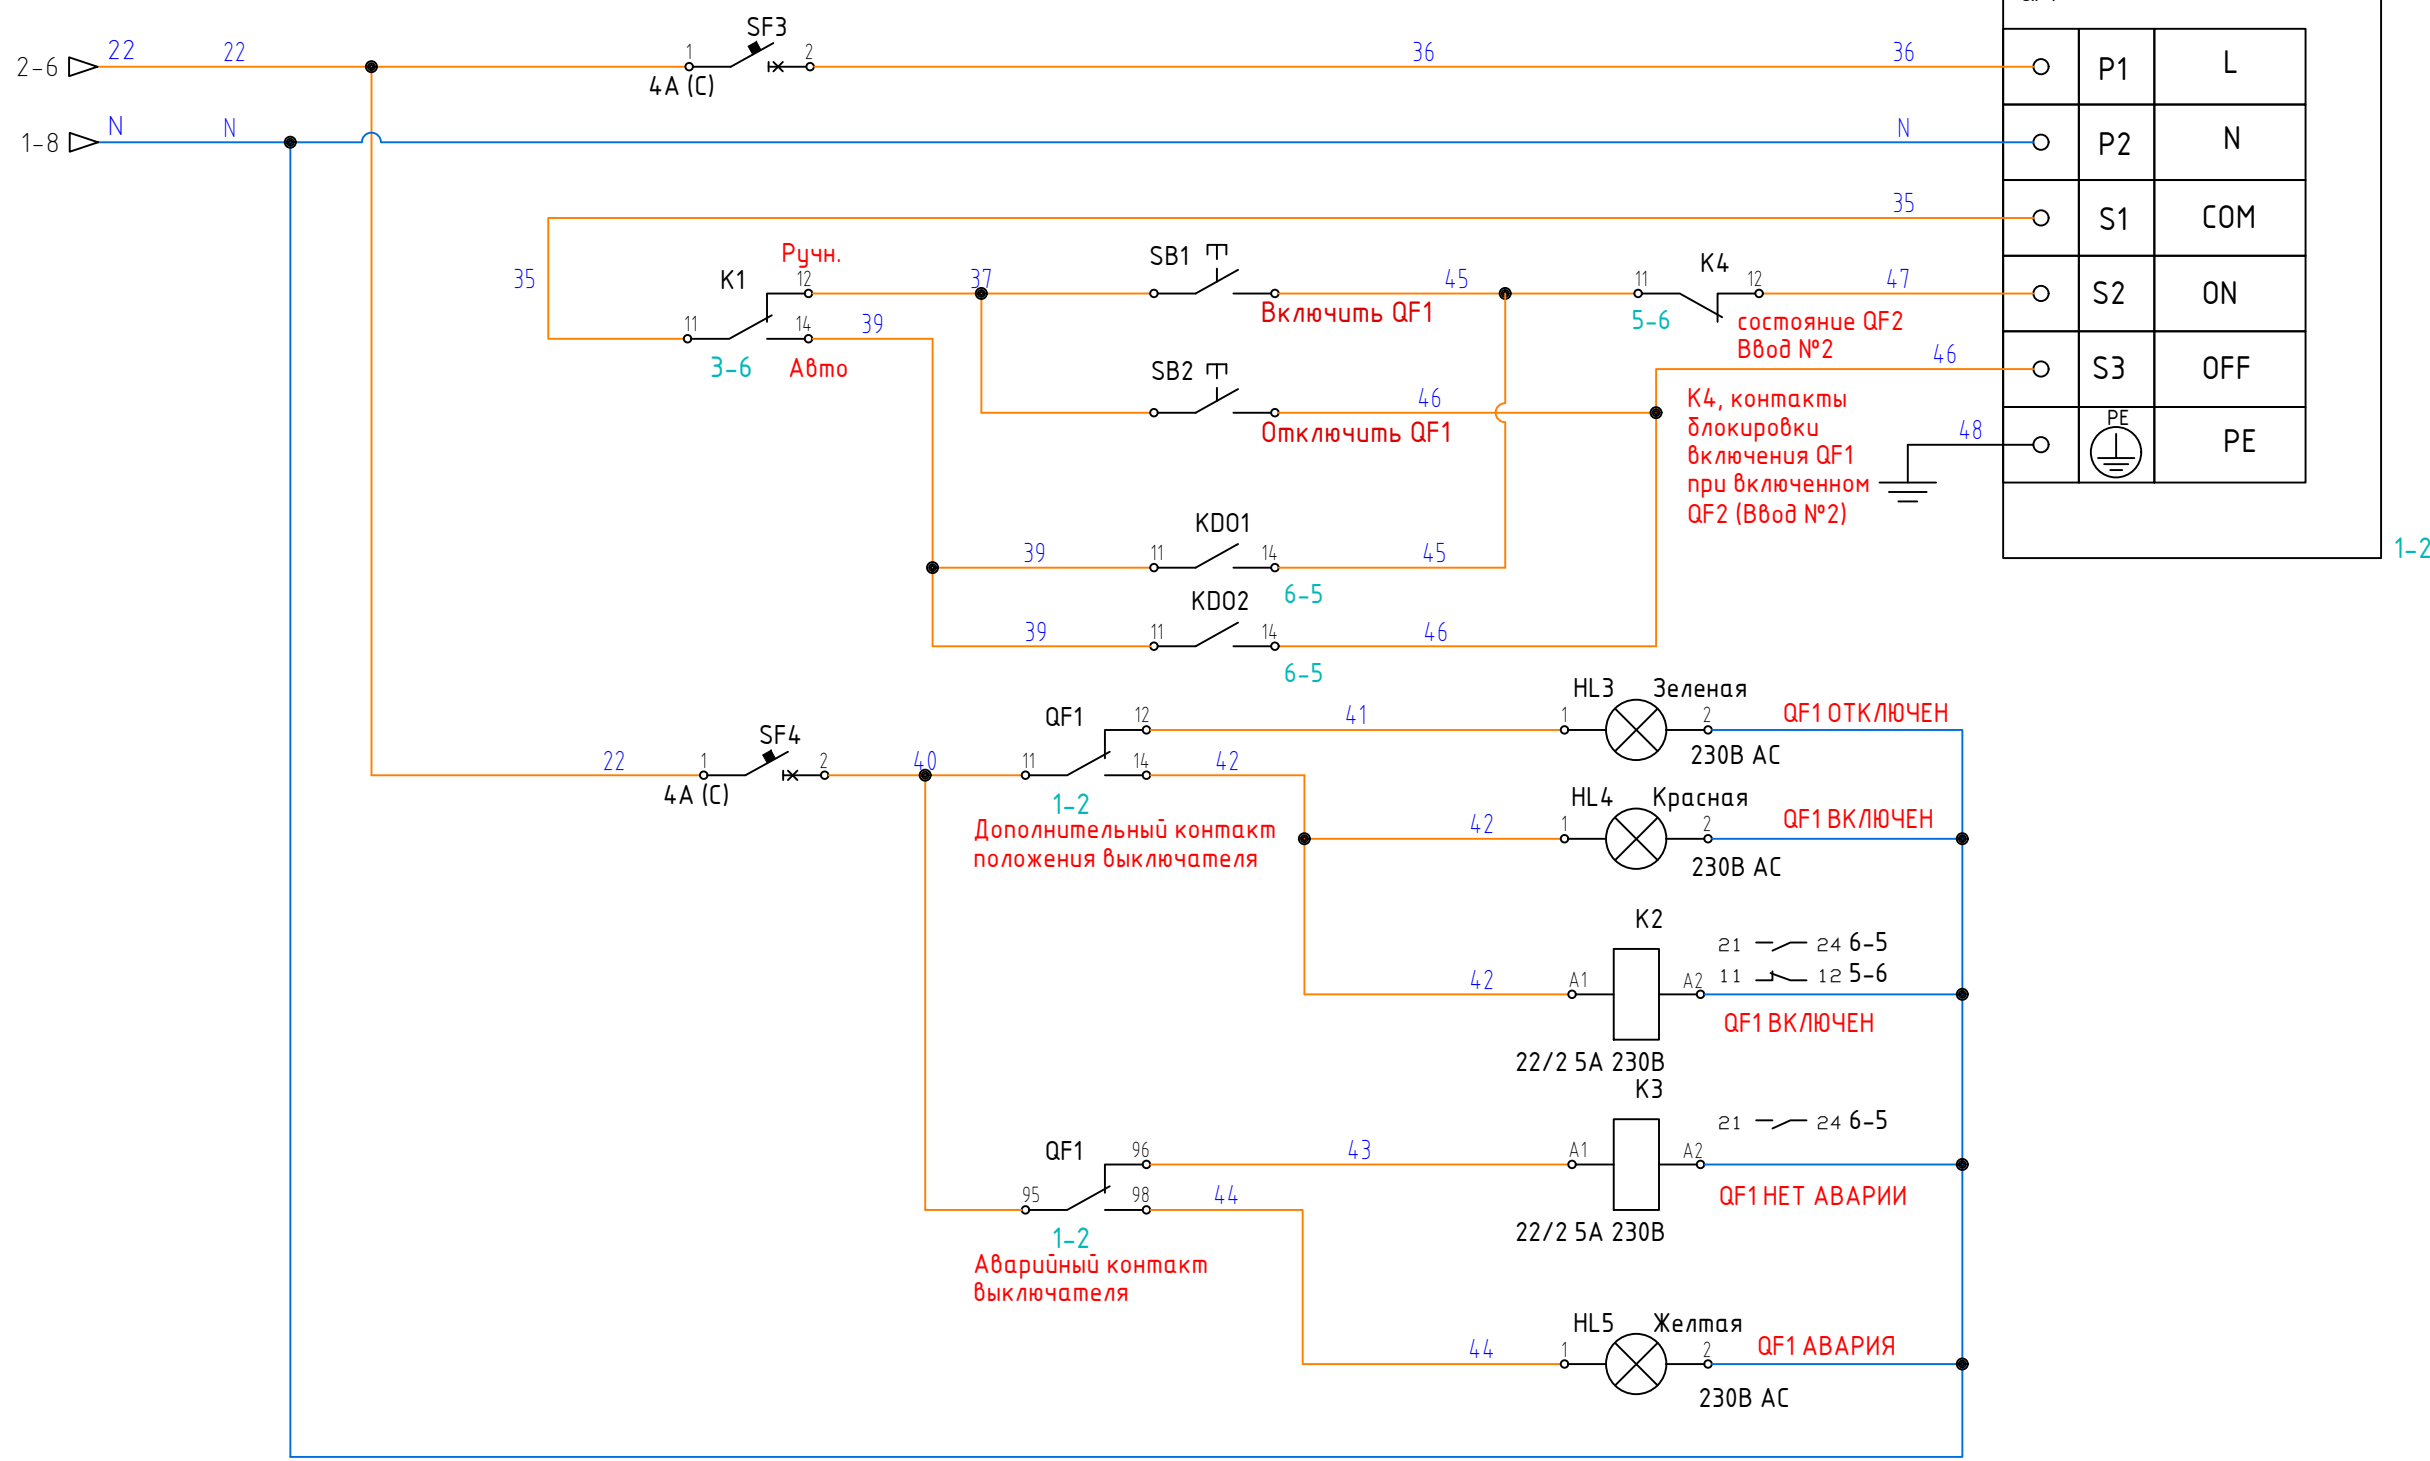 SF3
2-6 22 22 1 2 36 36 P1 L
4А (С)
1-8 N N N P2 N
35 S1 COM
Ручн.
35 K1 12 37 SB1 45 11 K4 12 47 S2 ON
Включить QF1
5-6 состояние QF2
Ввод №2
11 14 39
3-6 Авто
SB2 46 46 S3 OFF
Отключить QF1
К4, контакты
блокировки
включения QF1
при включенном
QF2 (Ввод №2)
48 PE PE
KD01
39 11 14 45
6-5
1-2
KD02
39 11 14 46
6-5
QF1 12 41 HL3 Зеленая
1 2 QF1 ОТКЛЮЧЕН
230В АС
22 SF4
1 2 40 11 14 42
4А (С)
1-2
Дополнительный контакт
положения выключателя
HL4 Красная
42 1 2 QF1 ВКЛЮЧЕН
230В АС
K2
21 24 6-5
11 12 5-6
42 A1 A2
QF1 ВКЛЮЧЕН
22/2 5А 230В
K3
21 24 6-5
QF1 96 43 A1 A2
95 98 44
QF1 НЕТ АВАРИИ
22/2 5А 230В
1-2
Аварийный контакт
выключателя
HL5 Желтая
44 1 2 QF1 АВАРИЯ
230В АС